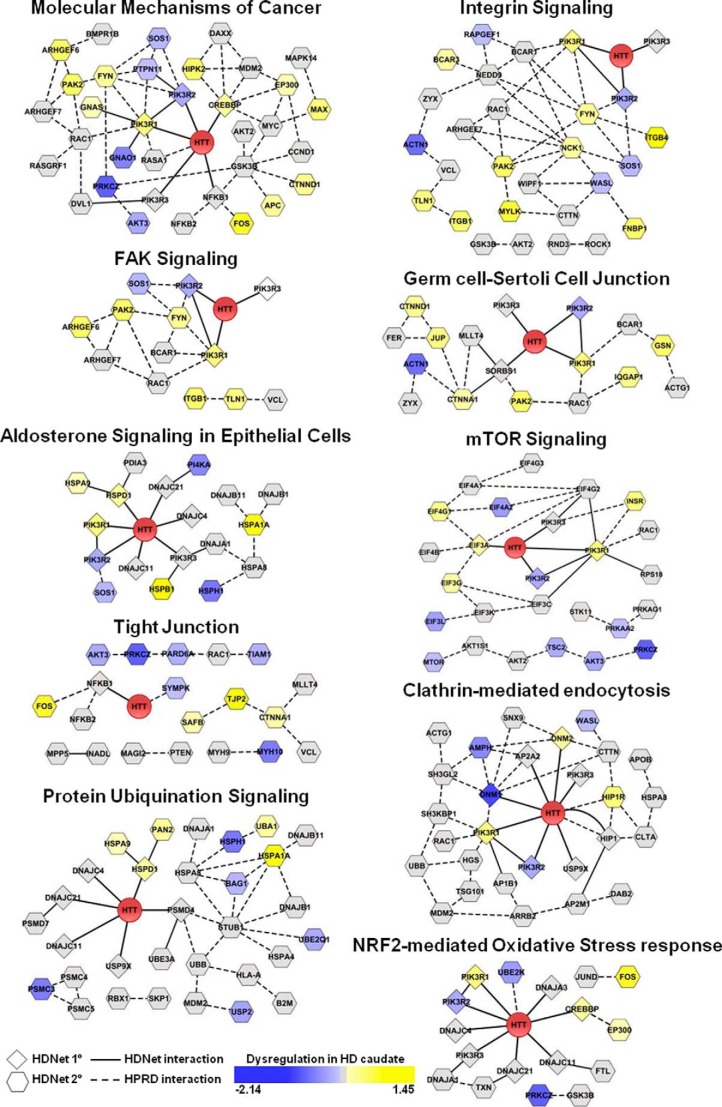 Molecular Mechanisms of Cancer
BMPR1B
SOS1
DAXX
ARHGEF6
PTPN11
HIPK2
MDM2
MAPK14
FYN
PAK2
PIK3R2
EP300
GNAS
CREBBP
MAX
ARHGEF7
PIK3R1
MYC
RAC1
AKT2
HTT
CCND1
RASGRF1
GNAO1
RASA1
GSK3B
PRKCZ
CTNND1
DVL1
PIK3R3
NFKB1
APC
AKT3
NFKB2
FOS
Integrin Signaling
RAPGEF1
PIK3R1
PIK3R3
BCAR1
HTT
BCAR3
NEDD9
ZYX
PIK3R2
RAC1
FYN
ARHGEF7
ITGB4
ACTN1
NCK1
VCL
PAK2
SOS1
WIPF1
WASL
TLN1
MYLK
CTTN
FNBP1
ITGB1
GSK3B
AKT2
RND3
ROCK1
FAK Signaling
SOS1
PIK3R2
PIK3R3
PAK2
HTT
FYN
ARHGEF6
BCAR1
PIK3R1
ARHGEF7
RAC1
ITGB1
TLN1
VCL
Germ cell-Sertoli Cell Junction
CTNND1
PIK3R3
PIK3R2
FER
JUP
MLLT4
HTT
BCAR1
GSN
ACTN1
SORBS1
PIK3R1
IQGAP1
ACTG1
ZYX
CTNNA1
PAK2
RAC1
Aldosterone Signaling in Epithelial Cells
PDIA3
PI4KA
HSPA9
HSPD1
DNAJC21
DNAJB11
DNAJB1
PIK3R1
DNAJC4
HTT
HSPA1A
DNAJA1
PIK3R2
PIK3R3
HSPA8
DNAJC11
SOS1
HSPB1
HSPH1
mTOR Signaling
EIF4G3
EIF4A1
EIF4G2
EIF4G1
EIF4A2
INSR
PIK3R3
RAC1
EIF4B
EIF3A
HTT
PIK3R1
EIF3G
PIK3R2
RPS18
EIF3L
EIF3K
EIF3C
STK11
PRKAG1
PRKAA2
AKT1S1
TSC2
PRKCZ
MTOR
AKT2
AKT3
Tight Junction
AKT3
PRKCZ
PARD6A
RAC1
TIAM1
NFKB1
SYMPK
MLLT4
FOS
HTT
TJP2
NFKB2
SAFB
CTNNA1
VCL
MPP5
INADL
MAGI2
PTEN
MYH9
MYH10
Clathrin-mediated endocytosis
SNX9
WASL
ACTG1
DNM2
AMPH
AP2A2
CTTN
APOB
SH3GL2
PIK3R3
DNM1
HIP1R
HSPA8
SH3KBP1
HTT
RAC1
PIK3R1
HIP1
CLTA
UBB
HGS
PIK3R2
USP9X
TSG101
AP1B1
DAB2
MDM2
ARRB2
AP2M1
Protein Ubiquination Signaling
HSPA9
PAN2
DNAJA1
UBA1
HSPH1
DNAJB11
DNAJC4
HSPD1
HSPA8
HSPA1A
DNAJC21
BAG1
PSMD7
HTT
PSMD4
DNAJB1
DNAJC11
STUB1
UBE2Q1
USP9X
UBE3A
HSPA4
PSMC4
UBB
HLA-A
PSMC3
RBX1
SKP1
PSMC5
MDM2
USP2
B2M
NRF2-mediated Oxidative Stress response
PIK3R1
UBE2K
JUND
FOS
DNAJA3
PIK3R2
CREBBP
HTT
EP300
DNAJC4
PIK3R3
DNAJC11
DNAJA1
DNAJC21
FTL
TXN
PRKCZ
GSK3B
HDNet 1º
HDNet interaction
HDNet 2º
HPRD interaction
Dysregulation in HD caudate
-2.14
1.45